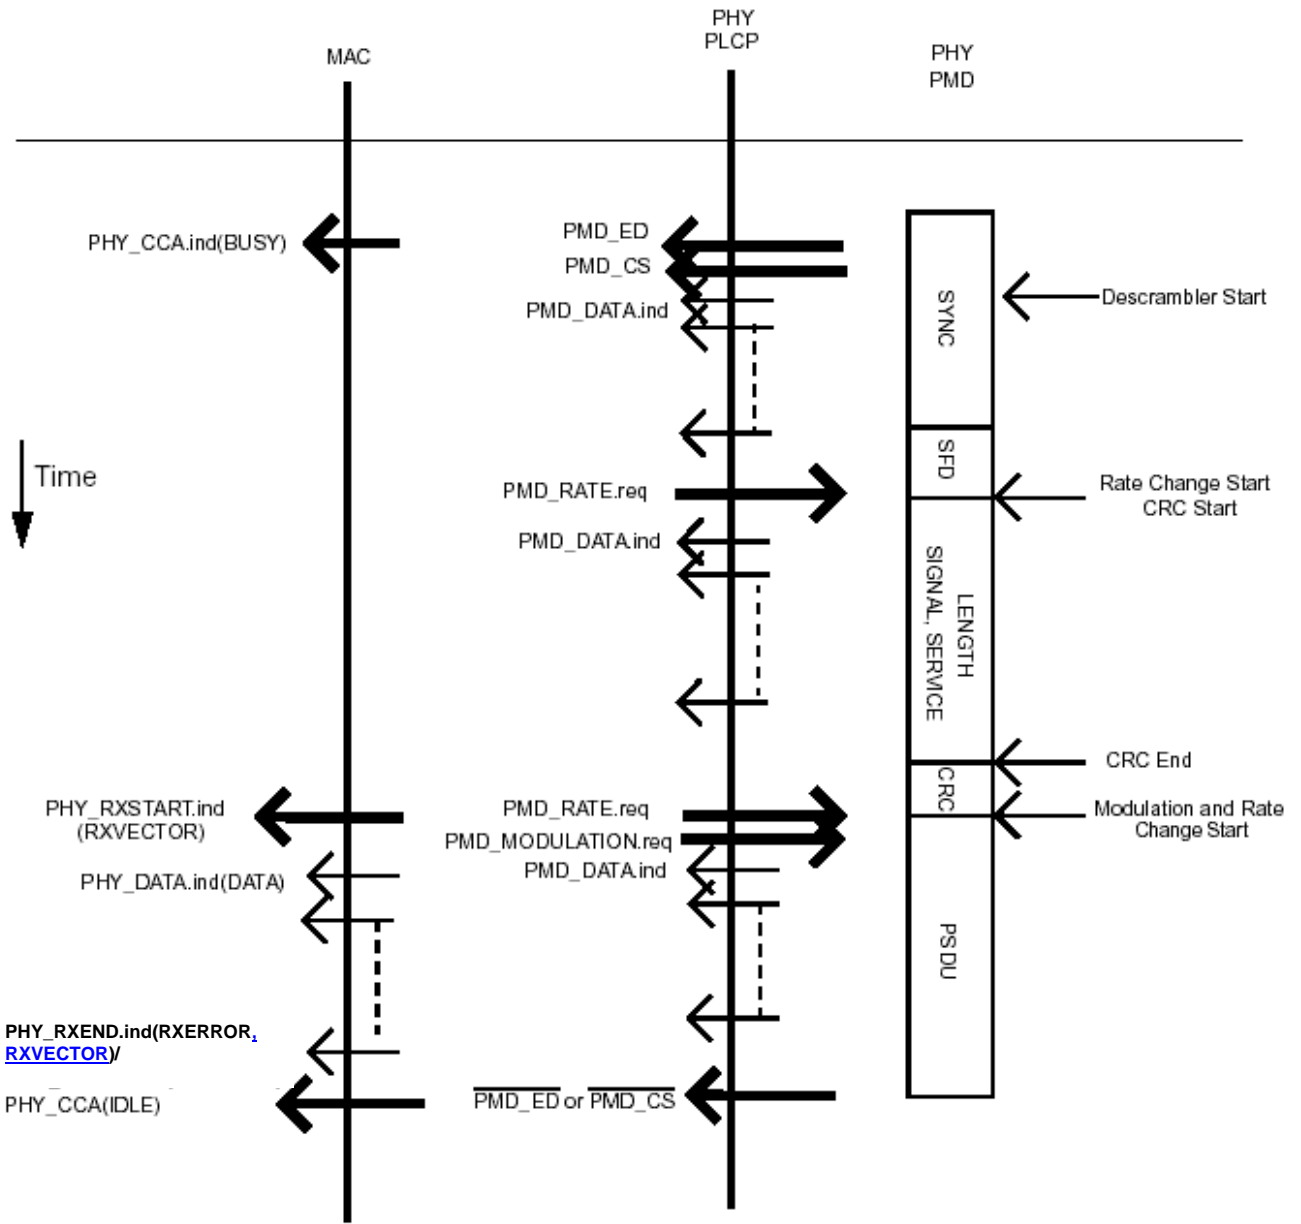 MAC
PHY
PLCP
PHY
PMD
PHY_CCA.ind(BUSY)
PMD_ED
PMD_CS
PMD_DATA.ind
SYNC
Descrambler Start
Time
SFD
PMD_RATE.req
Rate Change Start
CRC Start
PMD_DATA.ind
LENGTH
SIGNAL, SERVICE
CRC End
CRC
PHY_RXSTART.ind
(RXVECTOR)
PMD_RATE.req
PMD_MODULATION.req
PMD_DATA.ind
Modulation and Rate
Change Start
PHY_DATA.ind(DATA)
PSDU
PHY_RXEND.ind(RXERROR,
RXVECTOR)/
PHY_CCA(IDLE)
PMD_ED or PMD_CS